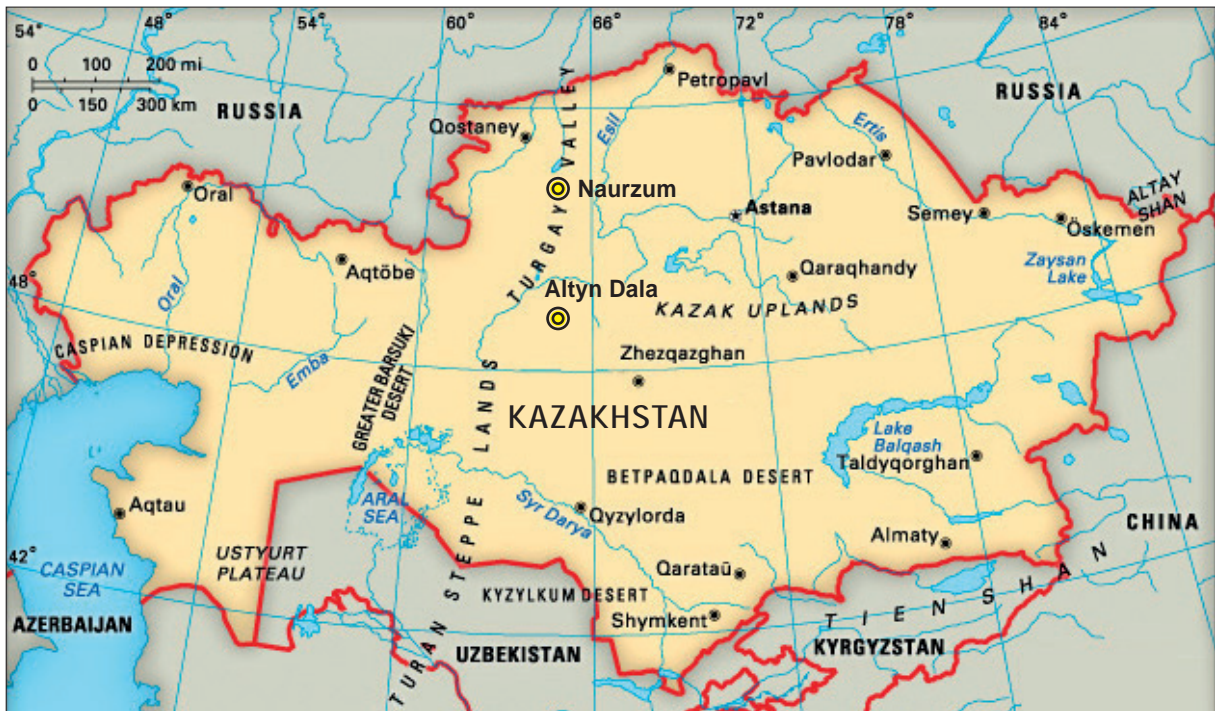 48°
54°
60°
66
72
78
84°
54°
0 100 200 mi
0 150 300 km
RUSSIA
Petropavl
RUSSIA
Qostaney
TURGAY VALLEY
Esil
Ertis
Pavlodar
Oral
Naurzum
Astana
Semey
Öskemen
ALTAY
SHAN
Aqtöbe
Oral
48°
Altyn Dala
Qaraqhandy
Zaysan
Lake
KAZAK UPLANDS
CASPIAN DEPRESSION
Emba
Zhezqazghan
GREATER BARSUKI
DESERT
KAZAKHSTAN
Lake
Balqash
Taldyqorghan
BETPAQDALA DESERT
Aqtau
ARAL
SEA
Syr Darya
Qyzylorda
Almaty
CHINA
42°
CASPIAN
SEA
USTYURT
PLATEAU
TURAN STEPPE LANDS
Qarataū
KYZYLKUM DESERT
Shymkent
TIEN SHAN
AZERBAIJAN
UZBEKISTAN
KYRGYZSTAN